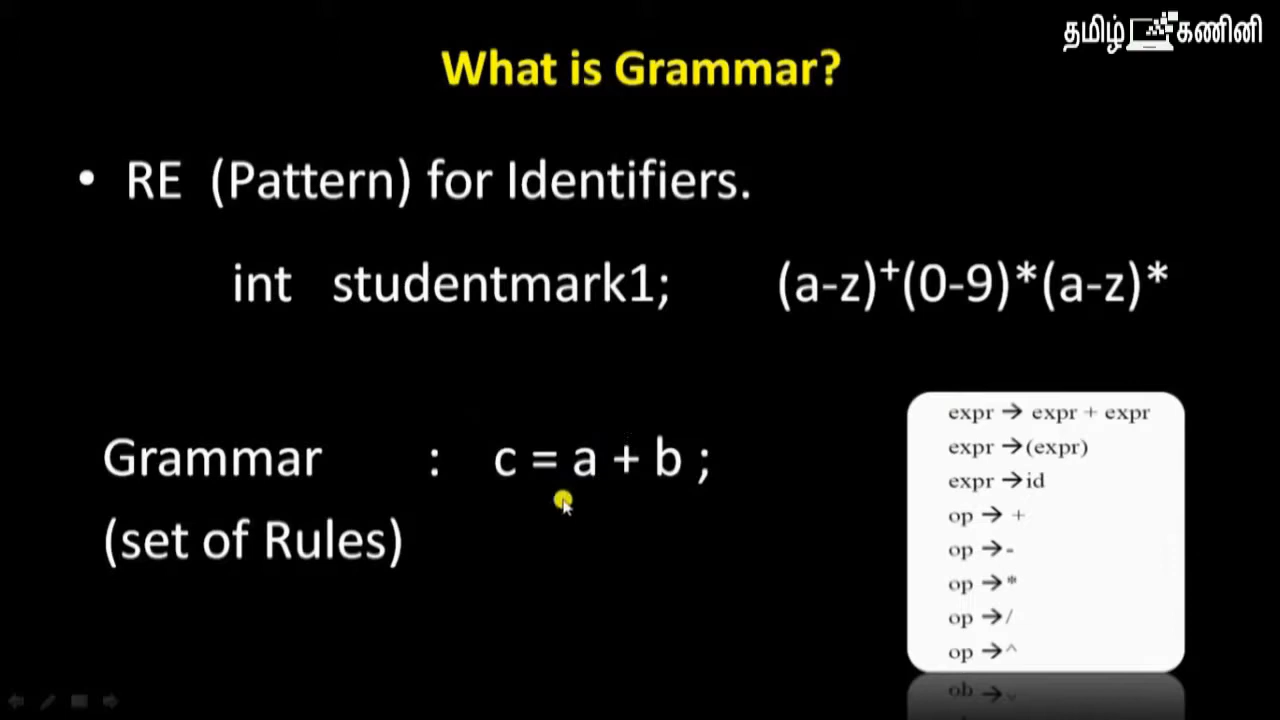 தமிழ் கணினி
What is Grammar?
• RE (Pattern) for Identifiers.
int studentmark1; (a-z)⁺(0-9)*(a-z)*
Grammar : c = a + b ;
(set of Rules)
expr → expr + expr
expr →(expr)
expr →id
op → +
op →-
op →*
op →/
op →^